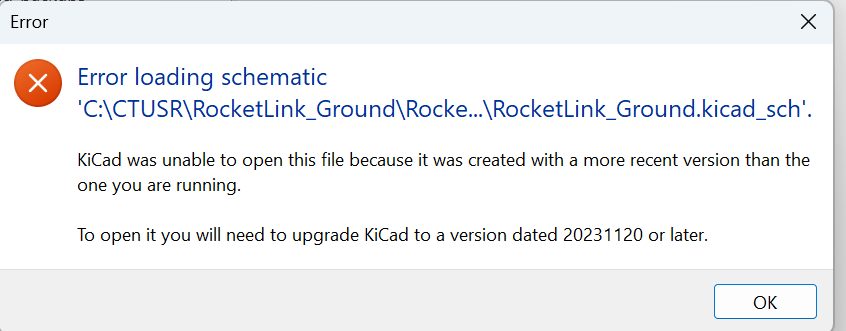 Error
Error loading schematic
'C:\CTUSR\RocketLink_Ground\Rocke...\RocketLink_Ground.kicad_sch'.
KiCad was unable to open this file because it was created with a more recent version than the
one you are running.
To open it you will need to upgrade KiCad to a version dated 20231120 or later.
OK